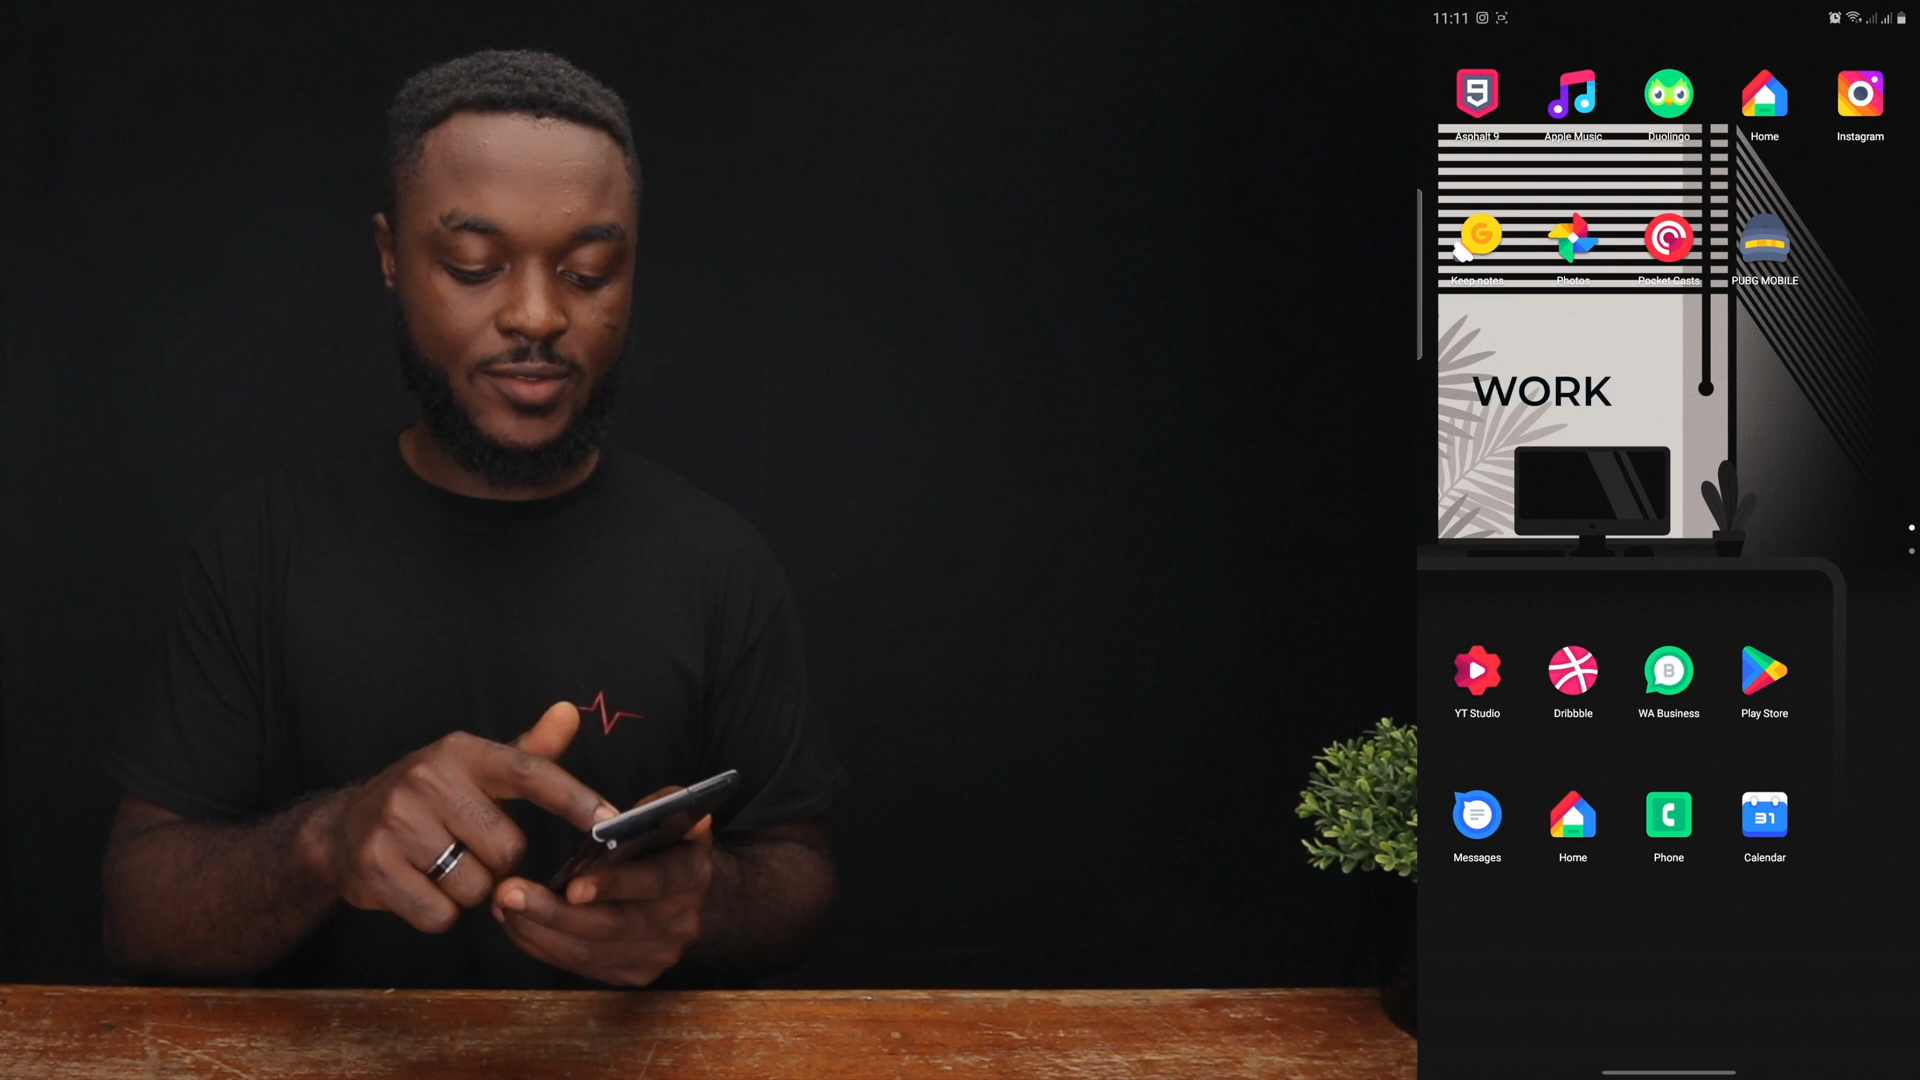 11:11
Asphalt 9 Apple Music Duolingo Home Instagram
G
Keep notes Photos Pocket Casts PUBG MOBILE
WORK
B
YT Studio Dribbble WA Business Play Store
31
Messages Home Phone Calendar